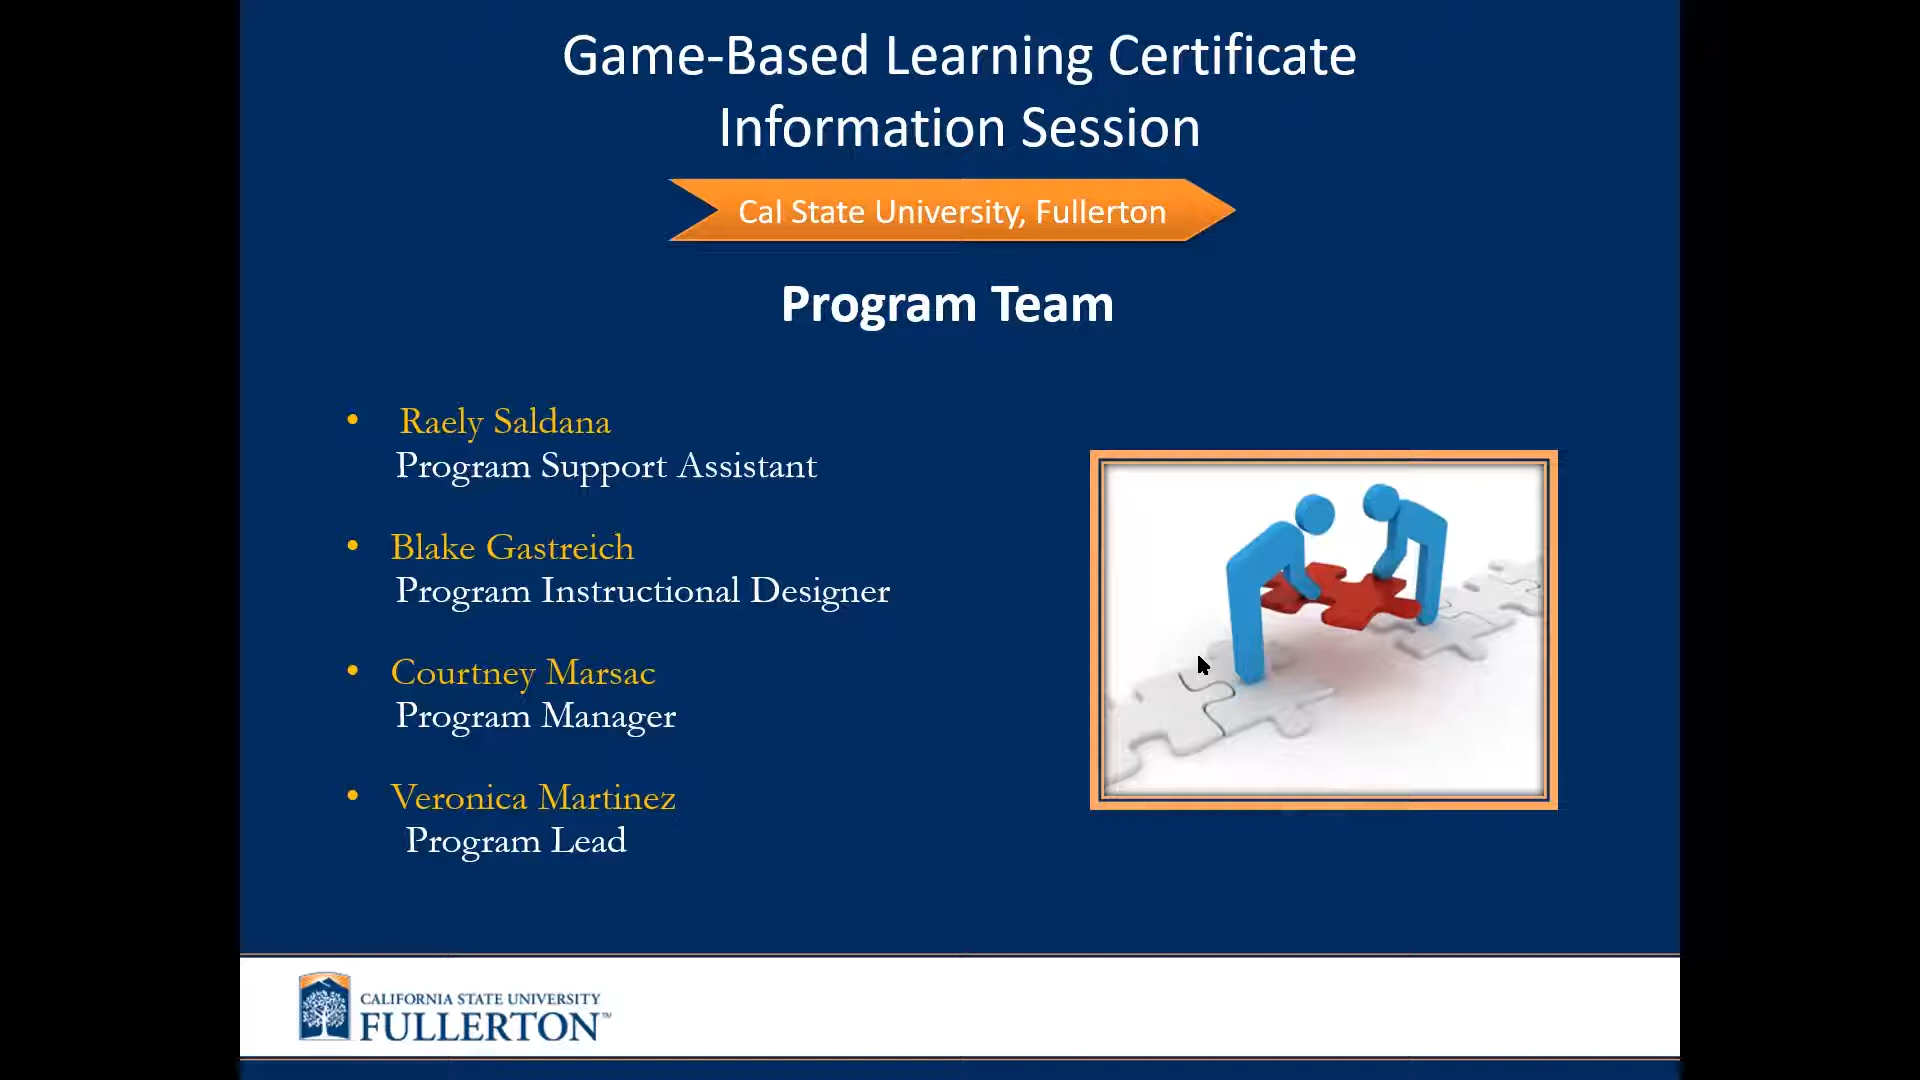 Game-Based Learning Certificate
Information Session
Cal State University, Fullerton
Program Team
• Raely Saldana
Program Support Assistant
• Blake Gastreich
Program Instructional Designer
• Courtney Marsac
Program Manager
• Veronica Martinez
Program Lead
CALIFORNIA STATE UNIVERSITY
FULLERTON™